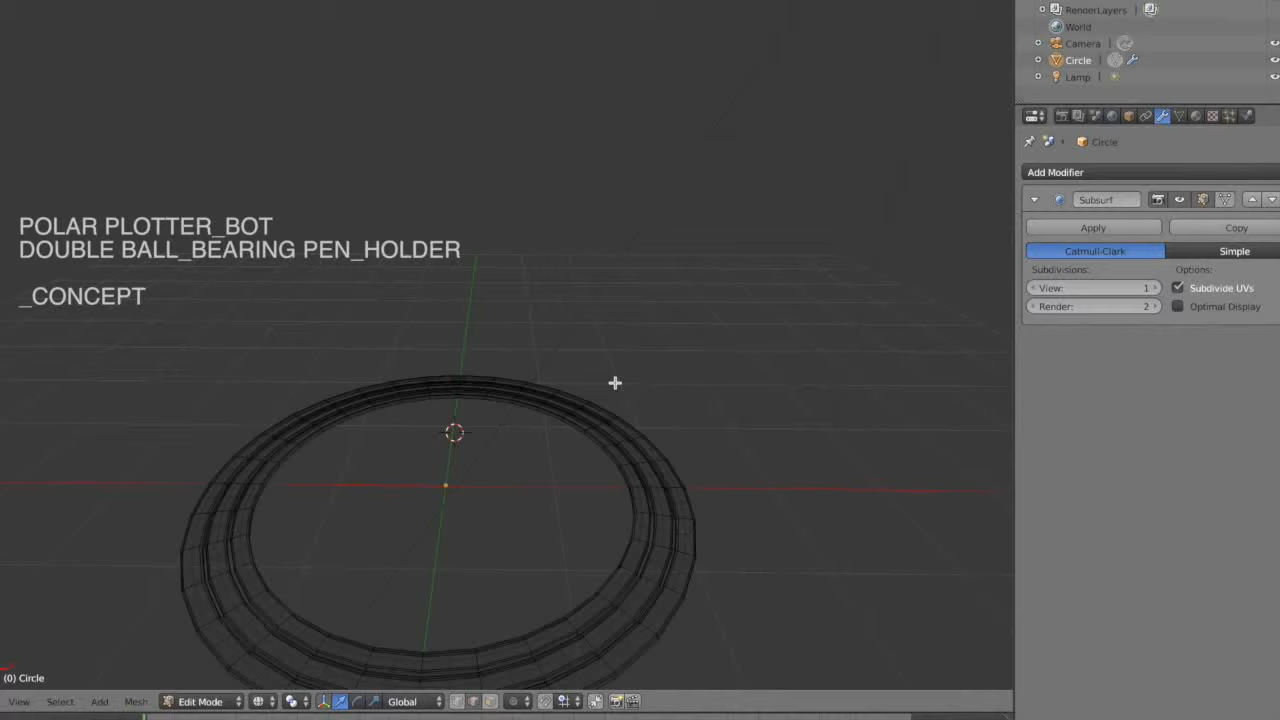 RenderLayers
World
Camera
Circle
Lamp
Circle
Add Modifier
Subsurf
Apply Copy
Catmull-Clark Simple
Subdivisions: Options:
View: 1 Subdivide UVs
Render: 2 Optimal Display
POLAR PLOTTER_BOT
DOUBLE BALL_BEARING PEN_HOLDER
_CONCEPT
(0) Circle
View Select Add Mesh Edit Mode Global